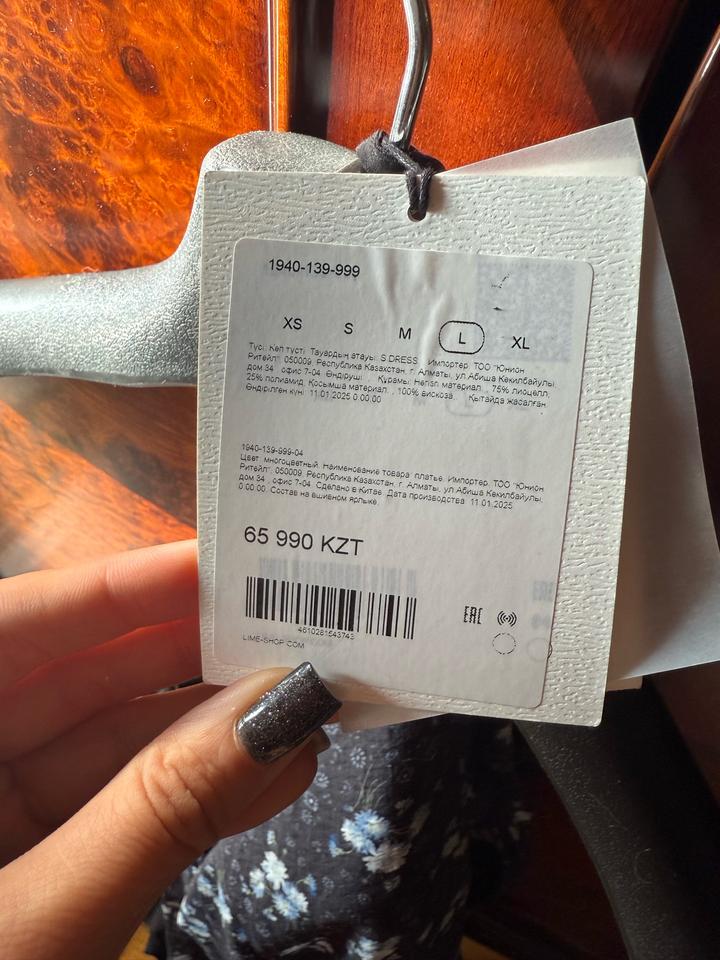 1940-139-999
XS S M L XL
Түсі: Көп түсті. Тауардың атауы: S.DRESS. Импортер: ТОО "Юнион
Ритейл", 050009, Республика Казахстан, г. Алматы, ул.Абиша Кекилбайулы,
дом 34, офис 7-04. Өндіруші: Құрамы: Негізгі материал: , 75% лиоцелл,
25% полиамид, Қосымша материал: , 100% вискоза. Қытайда жасалған.
Өндірілген күні: 11.01.2025 0:00:00
1940-139-999-04
Цвет: многоцветный. Наименование товара: платье. Импортер: ТОО "Юнион
Ритейл", 050009, Республика Казахстан, г. Алматы, ул.Абиша Кекилбайулы,
дом 34, офис 7-04. Сделано в Китае. Дата производства: 11.01.2025
0:00:00. Состав на вшивном ярлыке.
65 990 KZT
4610281543743
LIME-SHOP.COM
EAC